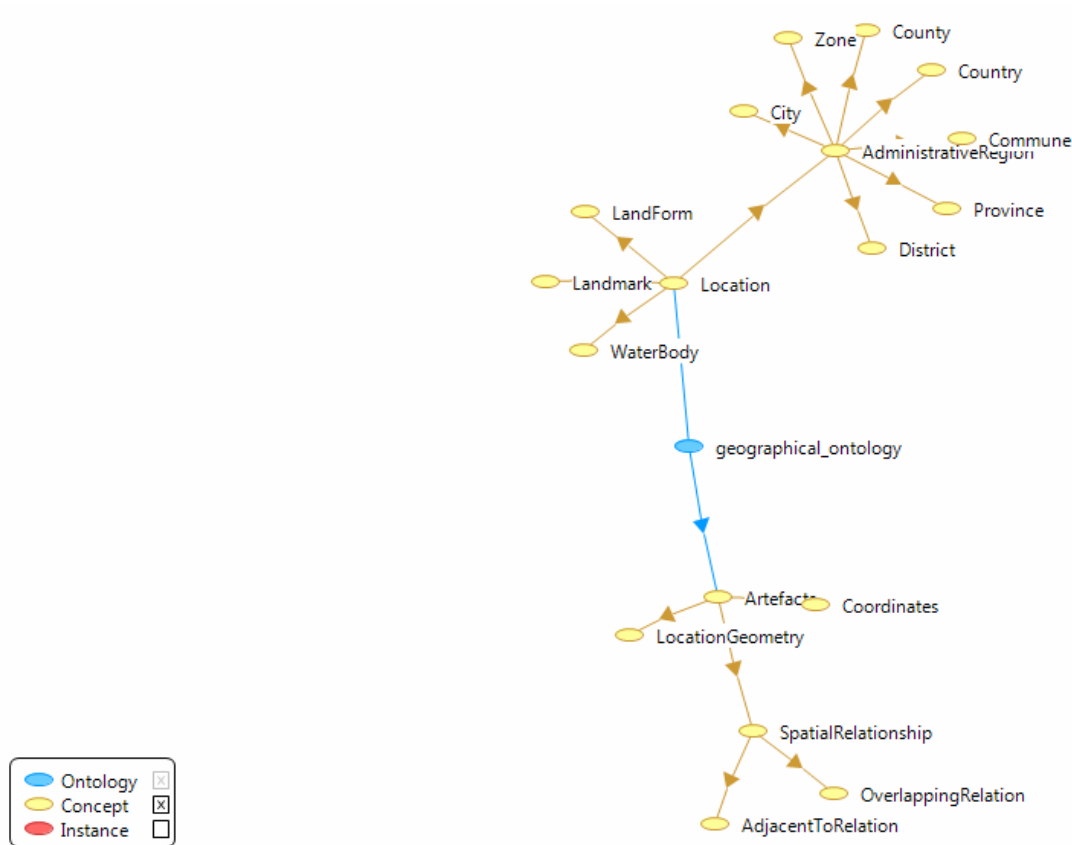 Zone
County
Country
City
Commune
AdministrativeRegion
Province
LandForm
District
Landmark
Location
WaterBody
geographical_ontology
Artefacts
Coordinates
LocationGeometry
SpatialRelationship
OverlappingRelation
AdjacentToRelation
Ontology
Concept
Instance